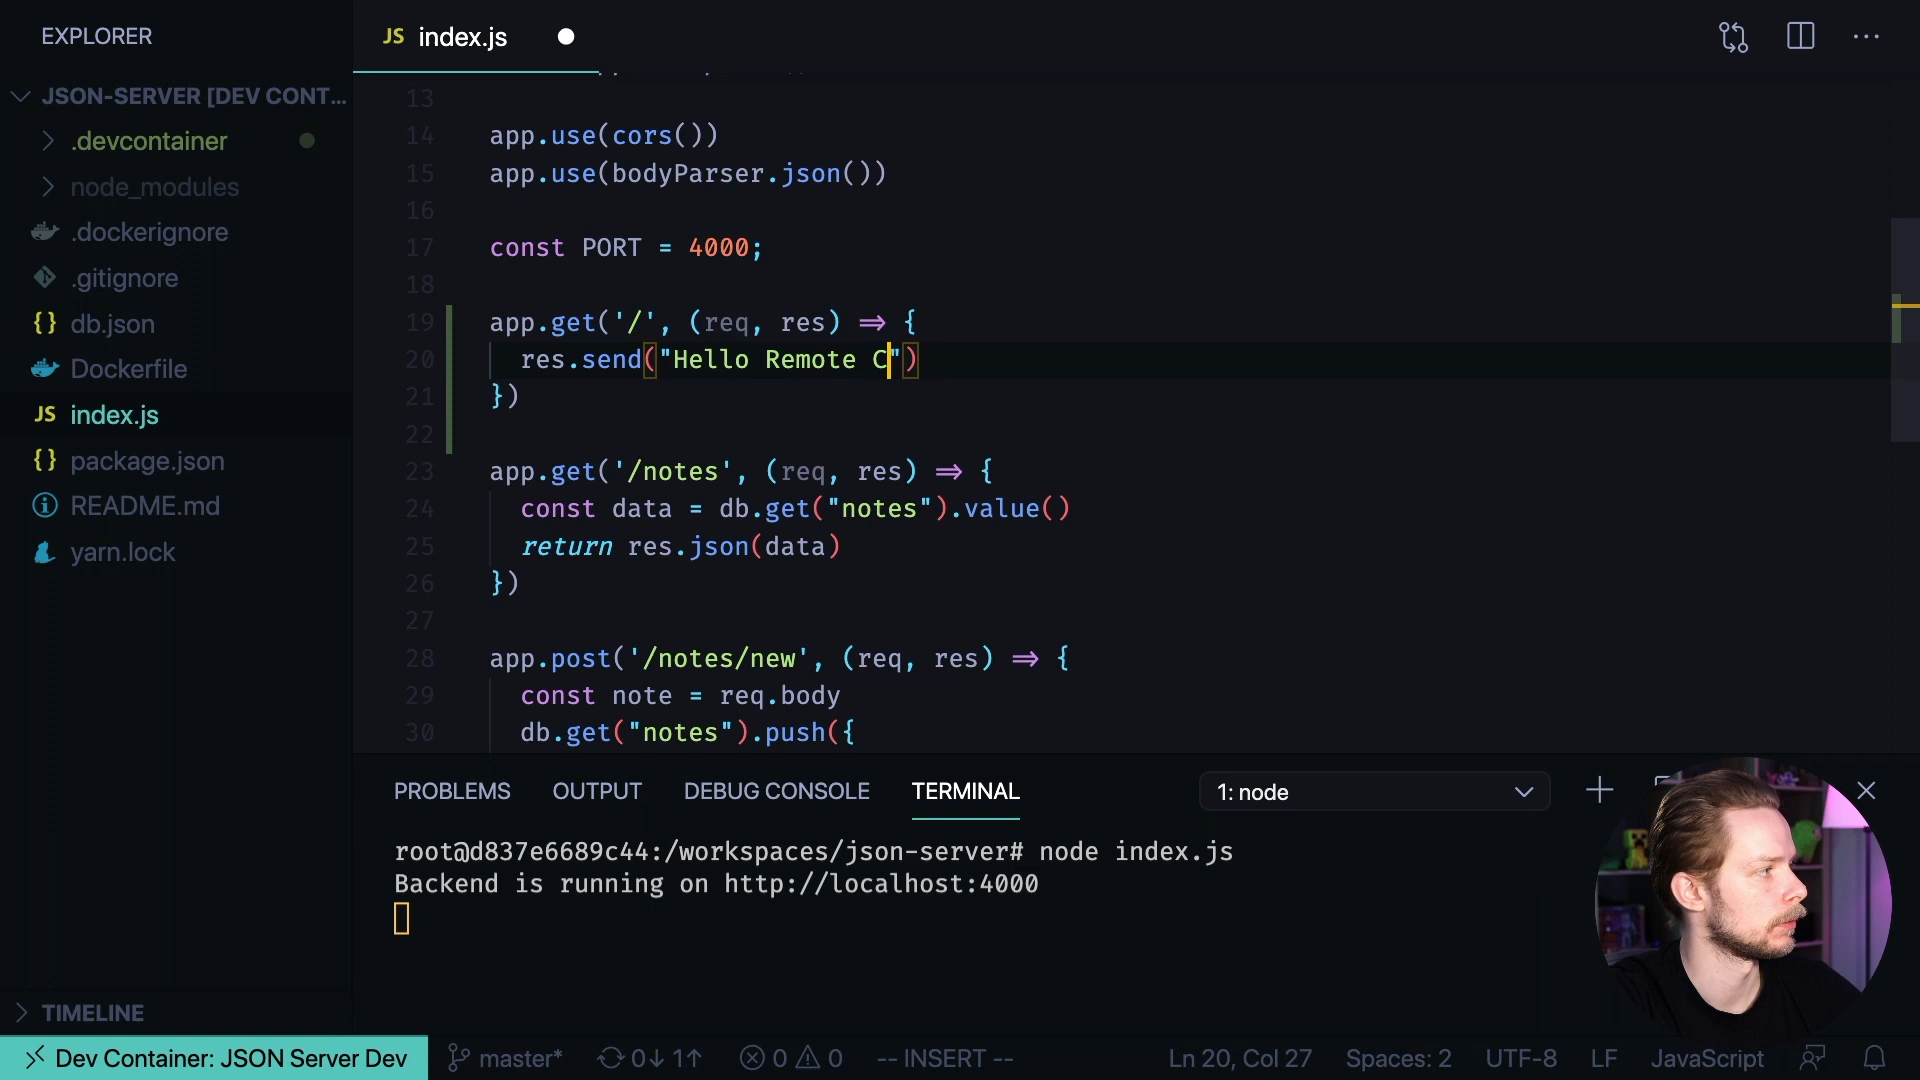 EXPLORER
JSON-SERVER [DEV CONT...
.devcontainer
node_modules
.dockerignore
.gitignore
{} db.json
Dockerfile
JS index.js
{} package.json
README.md
yarn.lock
TIMELINE
JS index.js
13
14 app.use(cors())
15 app.use(bodyParser.json())
16
17 const PORT = 4000;
18
19 app.get('/', (req, res) => {
20 res.send("Hello Remote C")
21 })
22
23 app.get('/notes', (req, res) => {
24 const data = db.get("notes").value()
25 return res.json(data)
26 })
27
28 app.post('/notes/new', (req, res) => {
29 const note = req.body
30 db.get("notes").push({
PROBLEMS OUTPUT DEBUG CONSOLE TERMINAL 1: node
root@d837e6689c44:/workspaces/json-server# node index.js
Backend is running on http://localhost:4000
Dev Container: JSON Server Dev master* 0↓ 1↑ 0 0 -- INSERT -- Ln 20, Col 27 Spaces: 2 UTF-8 LF JavaScript